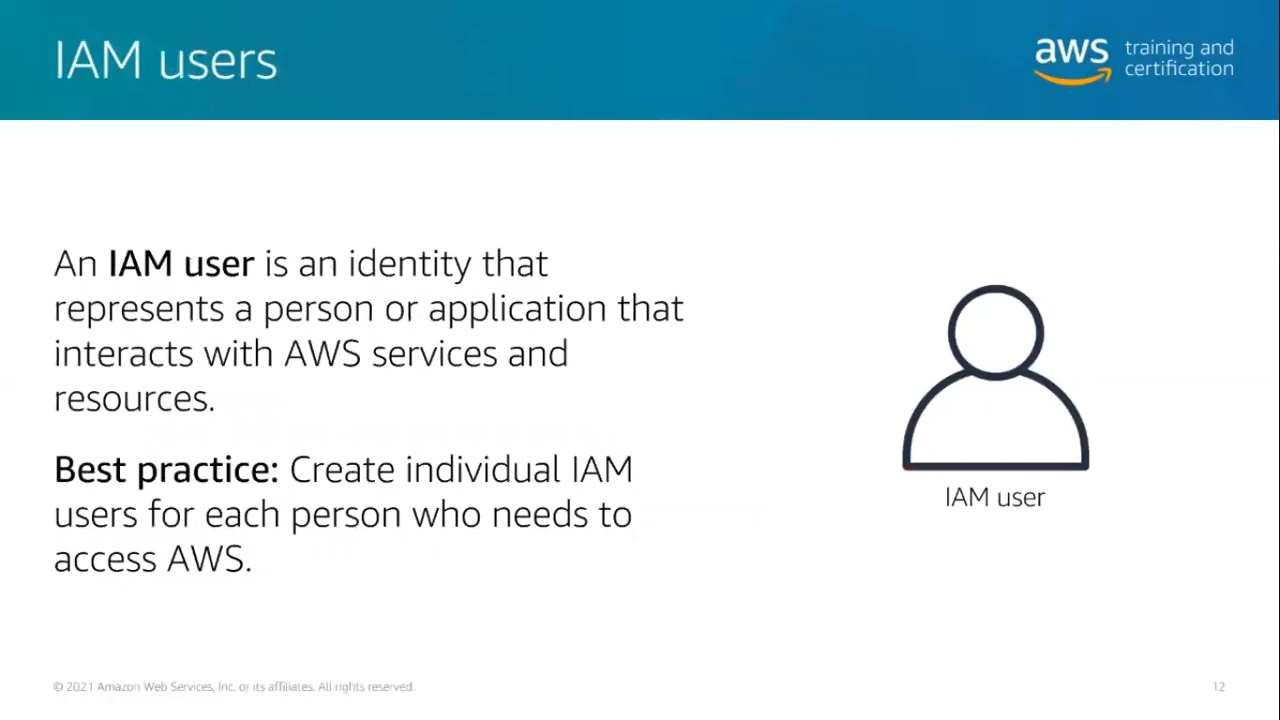 IAM users
aws training and
certification
An IAM user is an identity that
represents a person or application that
interacts with AWS services and
resources.
Best practice: Create individual IAM
users for each person who needs to
access AWS.
IAM user
© 2021 Amazon Web Services, Inc. or its affiliates. All rights reserved.
12